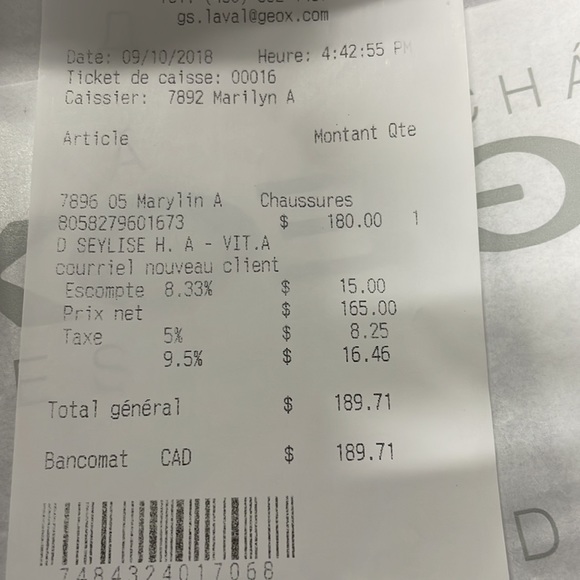 gs.laval@geox.com
Date: 09/10/2018 Heure: 4:42:55 PM
Ticket de caisse: 00016
Caissier: 7892 Marilyn A
Article Montant Qte
7896 05 Marylin A Chaussures
8058279601673 $ 180.00 1
D SEYLISE H. A - VIT.A
courriel nouveau client
Escompte 8.33% $ 15.00
Prix net $ 165.00
Taxe 5% $ 8.25
9.5% $ 16.46
Total général $ 189.71
Bancomat CAD $ 189.71
7484324017068